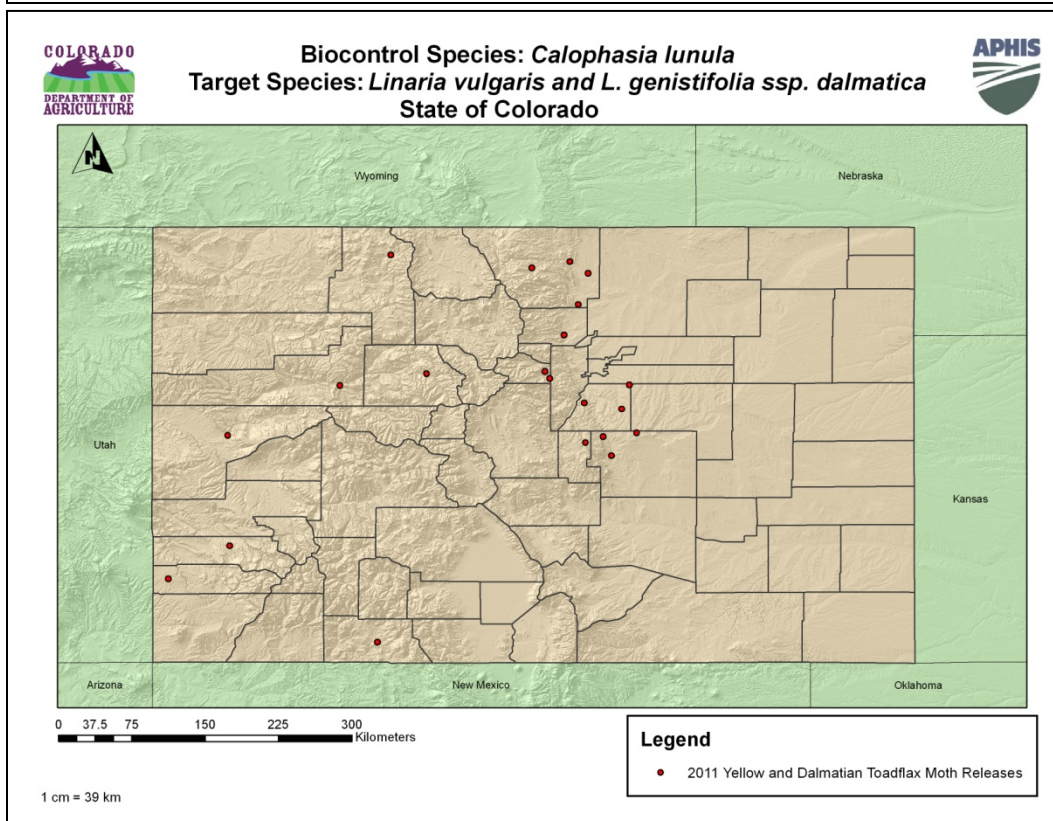 COLORADO
DEPARTMENT OF
AGRICULTURE
Biocontrol Species: Calophasia lunula
Target Species: Linaria vulgaris and L. genistifolia ssp. dalmatica
State of Colorado
APHIS
N
Wyoming
Nebraska
Utah
Kansas
Arizona
New Mexico
Oklahoma
0 37.5 75 150 225 300
Kilometers
1 cm = 39 km
Legend
2011 Yellow and Dalmatian Toadflax Moth Releases